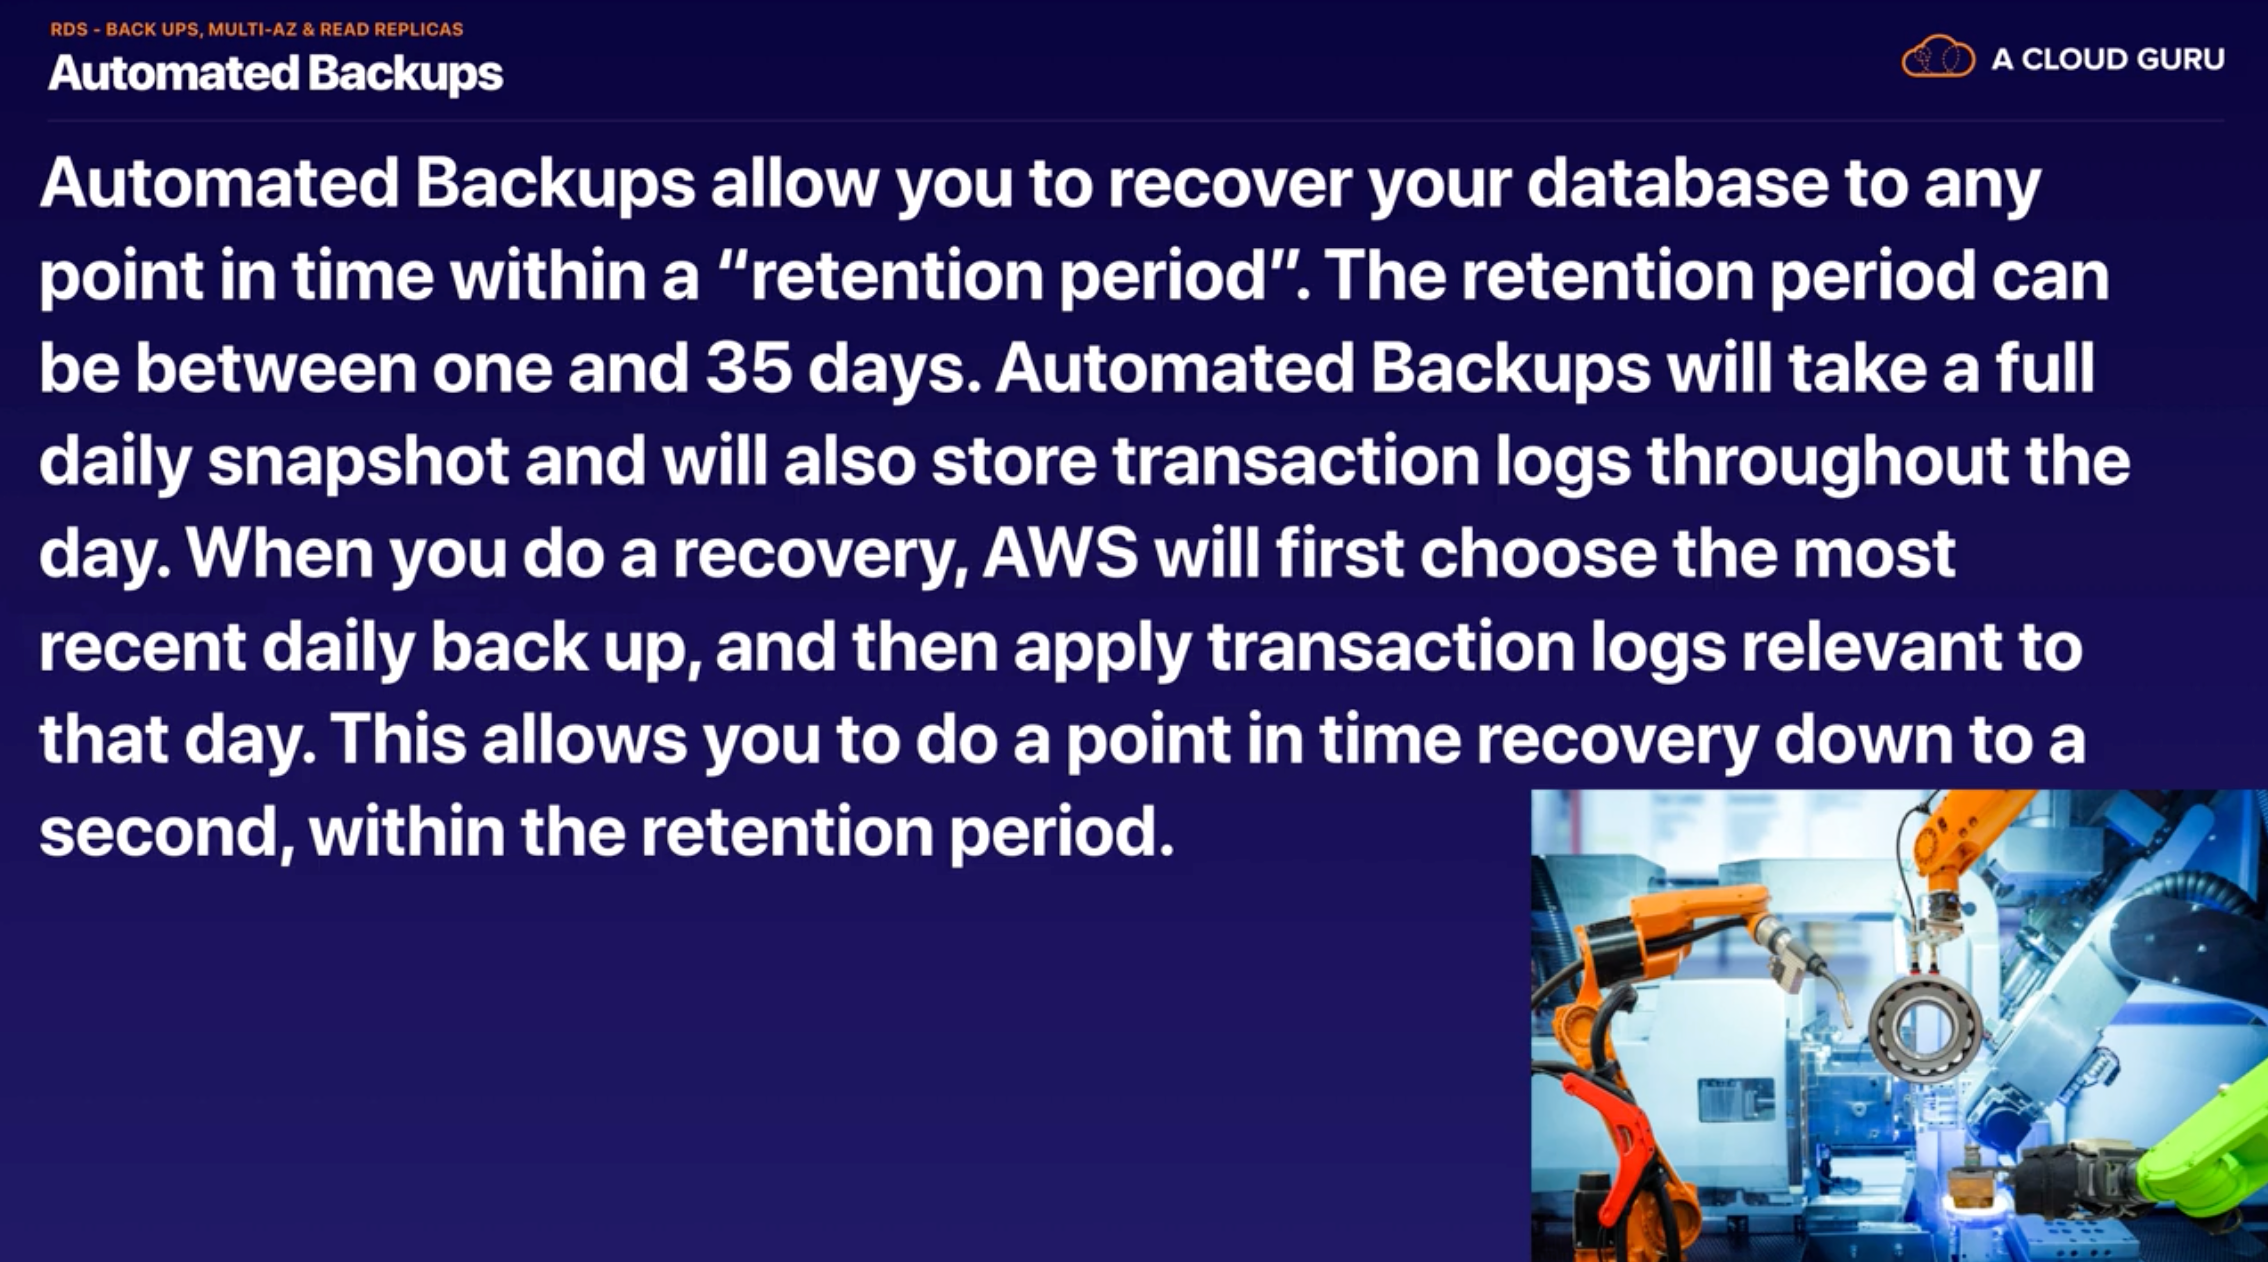 RDS - BACK UPS, MULTI-AZ & READ REPLICAS
Automated Backups
A CLOUD GURU
Automated Backups allow you to recover your database to any
point in time within a “retention period”. The retention period can
be between one and 35 days. Automated Backups will take a full
daily snapshot and will also store transaction logs throughout the
day. When you do a recovery, AWS will first choose the most
recent daily back up, and then apply transaction logs relevant to
that day. This allows you to do a point in time recovery down to a
second, within the retention period.